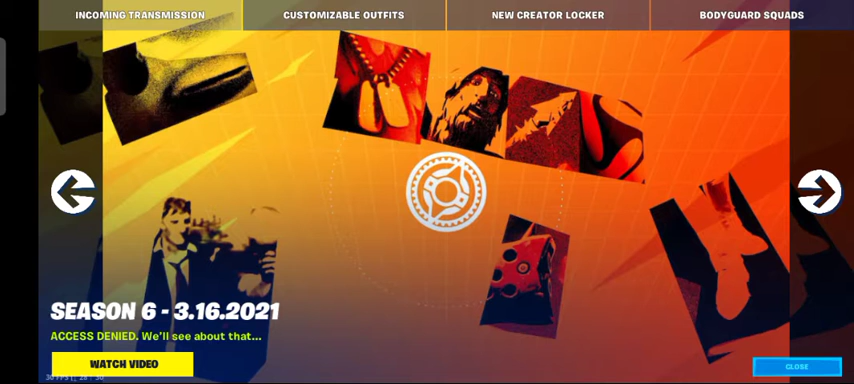 INCOMING TRANSMISSION
CUSTOMIZABLE OUTFITS
NEW CREATOR LOCKER
BODYGUARD SQUADS
SEASON 6 - 3.16.2021
ACCESS DENIED. We'll see about that...
WATCH VIDEO
CLOSE